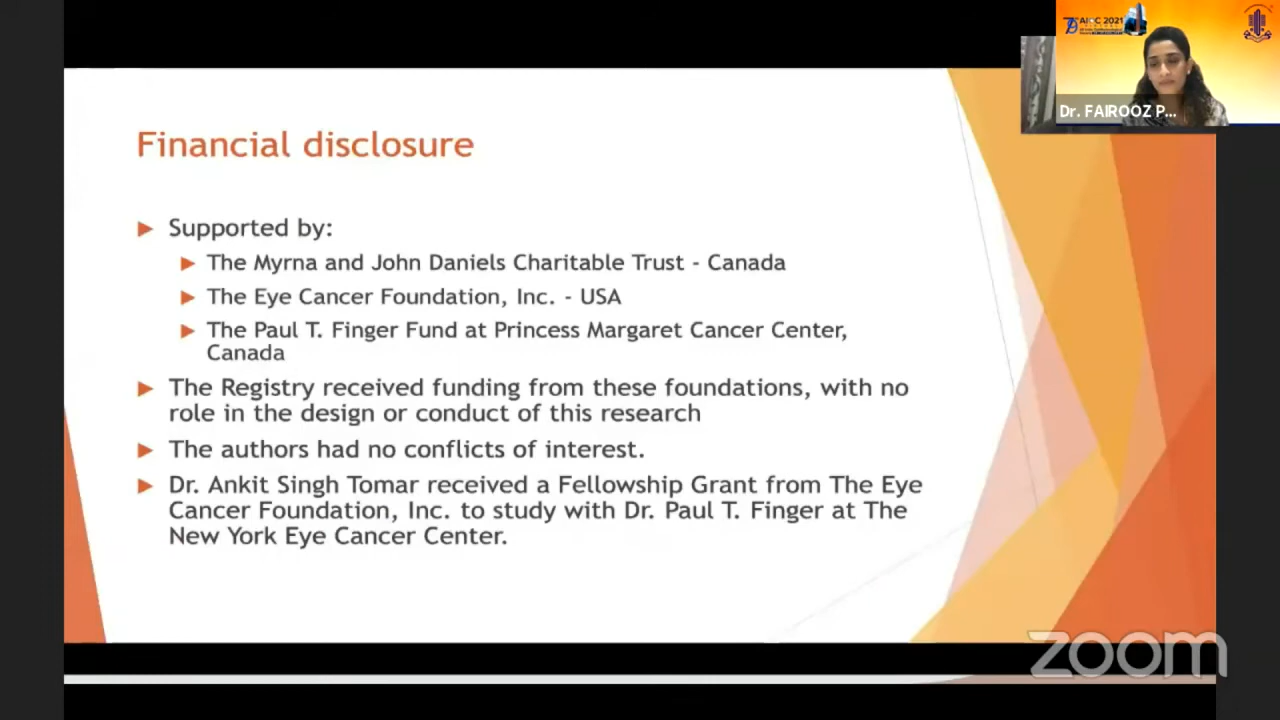 AIOC 2021
Dr. FAIROOZ P...
Financial disclosure
Supported by:
The Myrna and John Daniels Charitable Trust - Canada
The Eye Cancer Foundation, Inc. - USA
The Paul T. Finger Fund at Princess Margaret Cancer Center,
Canada
The Registry received funding from these foundations, with no
role in the design or conduct of this research
The authors had no conflicts of interest.
Dr. Ankit Singh Tomar received a Fellowship Grant from The Eye
Cancer Foundation, Inc. to study with Dr. Paul T. Finger at The
New York Eye Cancer Center.
zoom